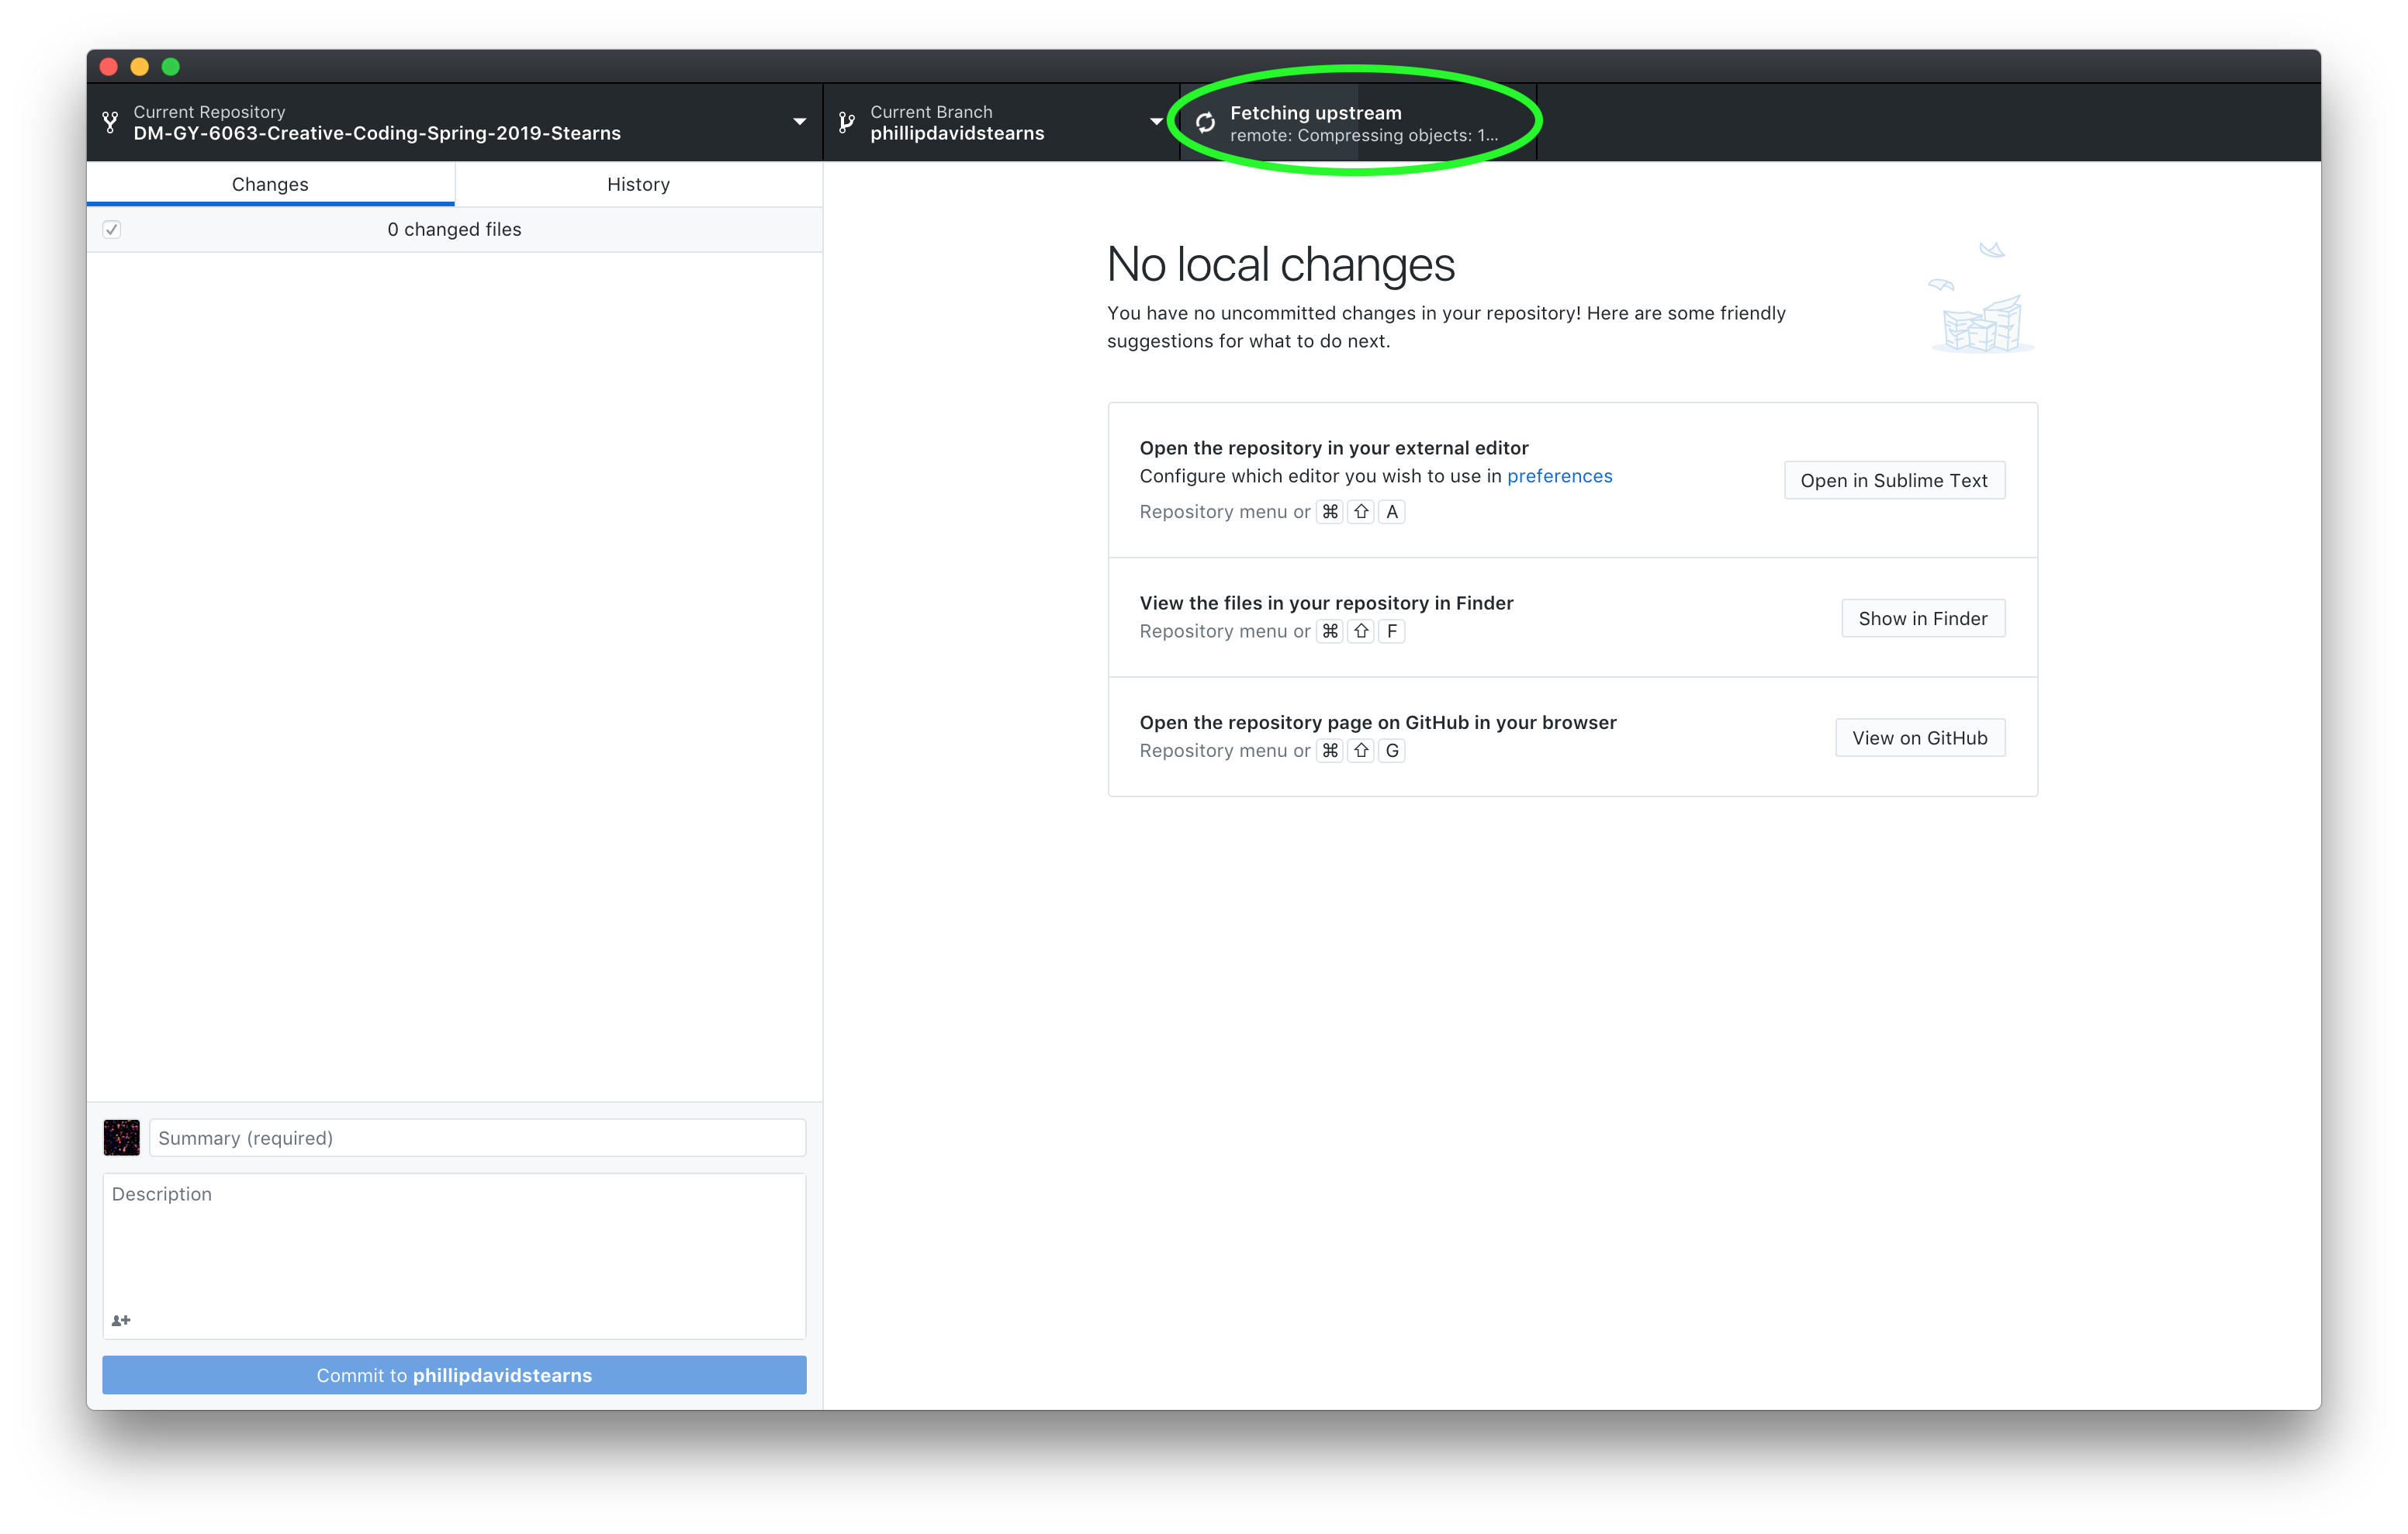 Current Repository
DM-GY-6063-Creative-Coding-Spring-2019-Stearns
Current Branch
phillipdavidstearns
Fetching upstream
remote: Compressing objects: 1...
Changes
History
0 changed files
No local changes
You have no uncommitted changes in your repository! Here are some friendly
suggestions for what to do next.
Open the repository in your external editor
Configure which editor you wish to use in preferences
Repository menu or ⌘ ⇧ A
Open in Sublime Text
View the files in your repository in Finder
Repository menu or ⌘ ⇧ F
Show in Finder
Open the repository page on GitHub in your browser
Repository menu or ⌘ ⇧ G
View on GitHub
Summary (required)
Description
Commit to phillipdavidstearns